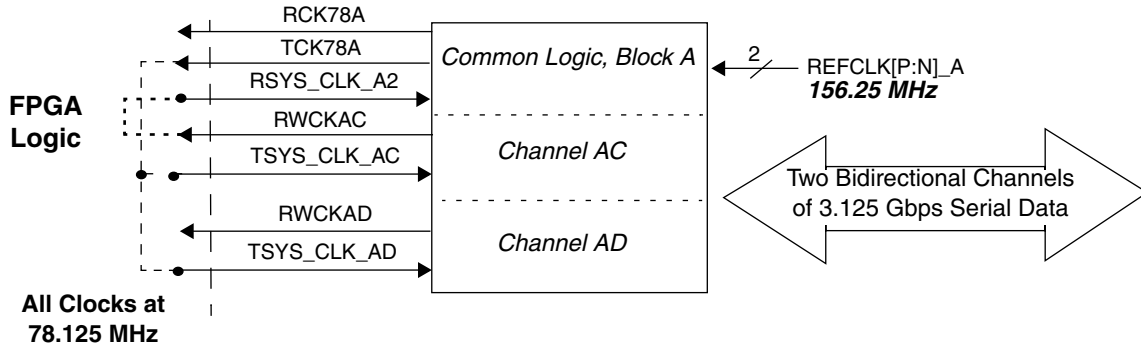 RCK78A
TCK78A
RSYS_CLK_A2
RWCKAC
TSYS_CLK_AC
RWCKAD
TSYS_CLK_AD
FPGA
Logic
All Clocks at
78.125 MHz
Common Logic, Block A
Channel AC
Channel AD
2
REFCLK[P:N]_A
156.25 MHz
Two Bidirectional Channels
of 3.125 Gbps Serial Data